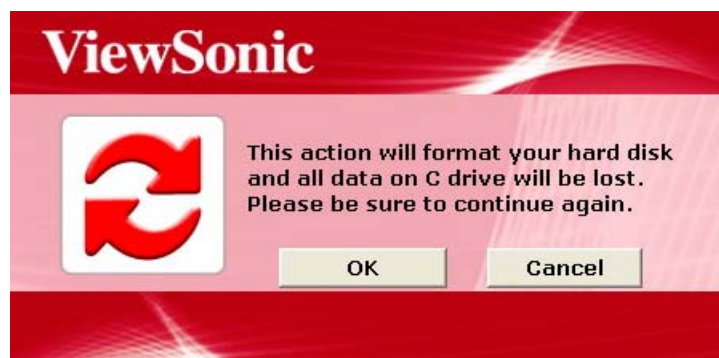 ViewSonic
This action will format your hard disk
and all data on C drive will be lost.
Please be sure to continue again.
OK Cancel